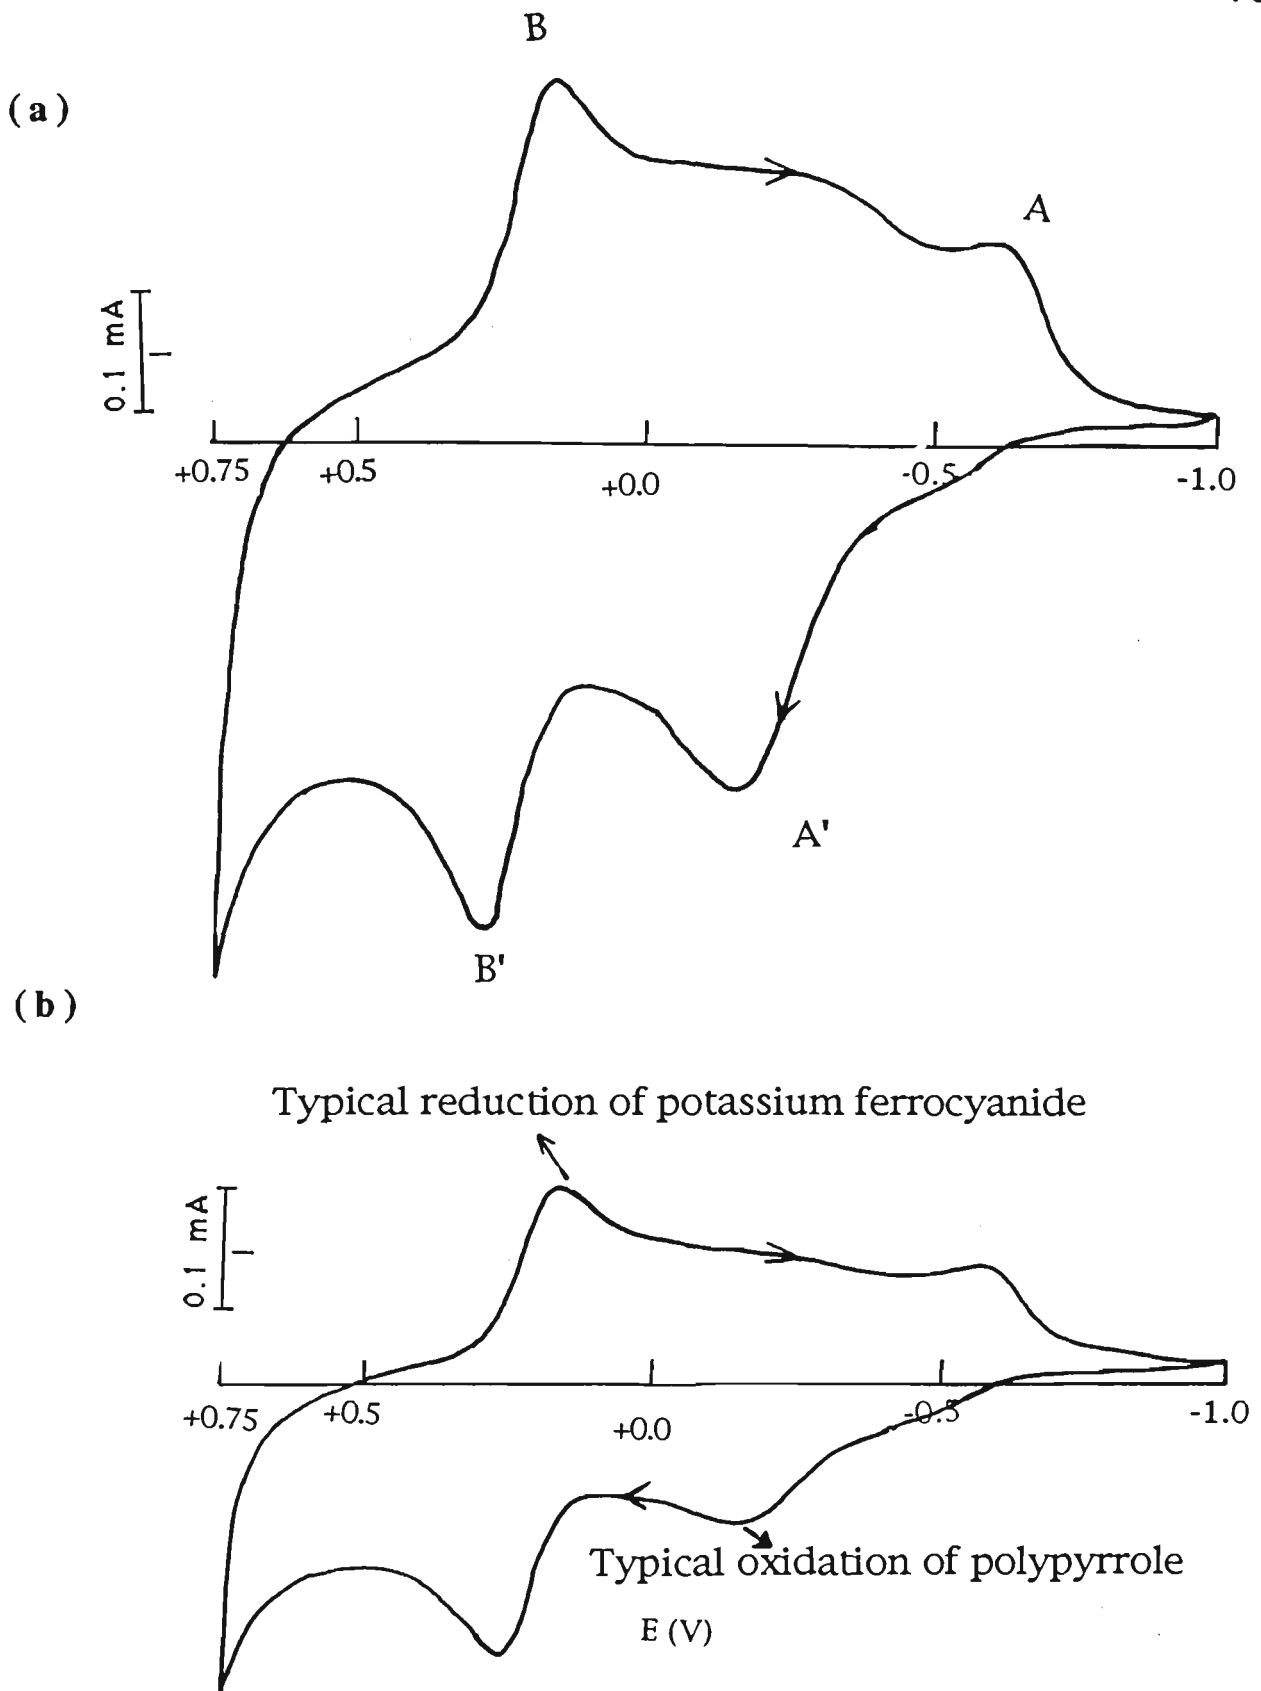 B
(a)
A
0.1 mA
+0.75
+0.5
+0.0
-0.5
-1.0
A'
B'
(b)
Typical reduction of potassium ferrocyanide
0.1 mA
+0.75
+0.5
+0.0
-0.5
-1.0
Typical oxidation of polypyrrole
E (V)